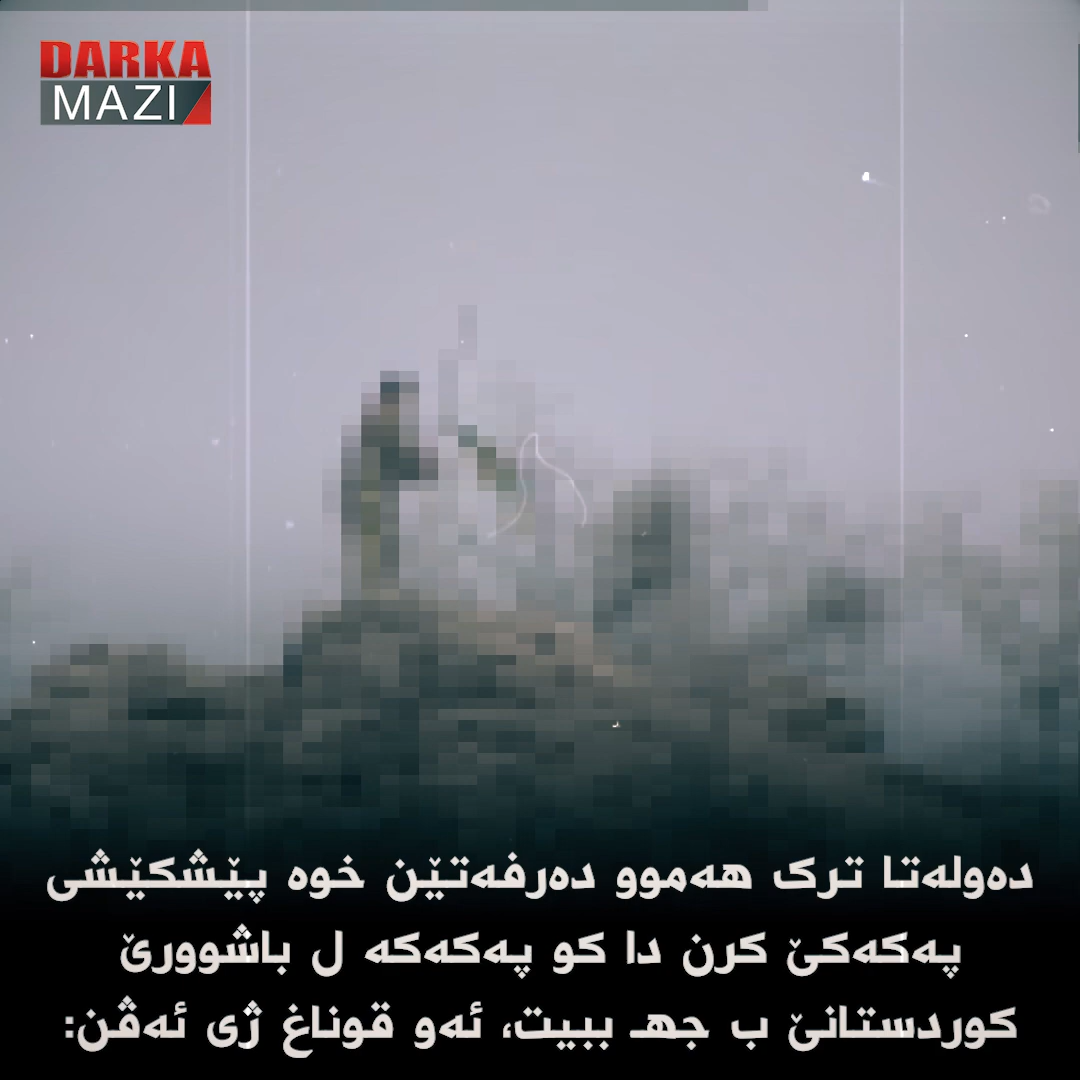 DARKA
MAZI
دەولەتا ترک هەموو دەرفەتێن خوە پێشکێشی
پەکەکێ کرن دا کو پەکەکە ل باشوورێ
کوردستانێ ب جهـ ببیت، ئەو قوناغ ژی ئەڤن: